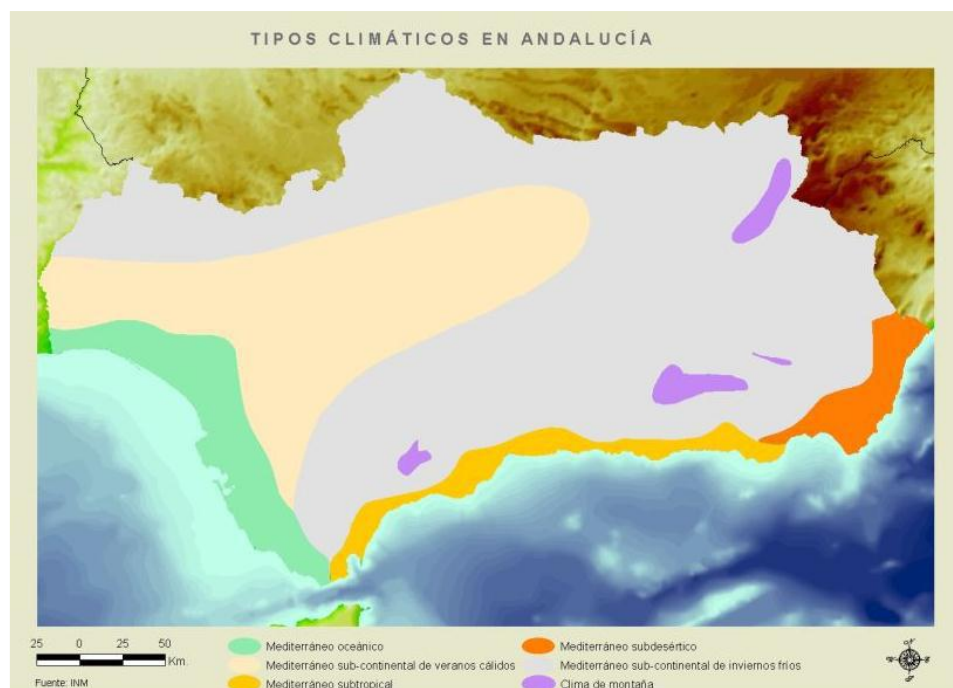 TIPOS CLIMÁTICOS EN ANDALUCÍA
25 0 25 50
Km.
Fuente: INM
Mediterráneo oceánico
Mediterráneo sub-continental de veranos cálidos
Mediterráneo subtropical
Mediterráneo subdesértico
Mediterráneo sub-continental de inviernos fríos
Clima de montaña